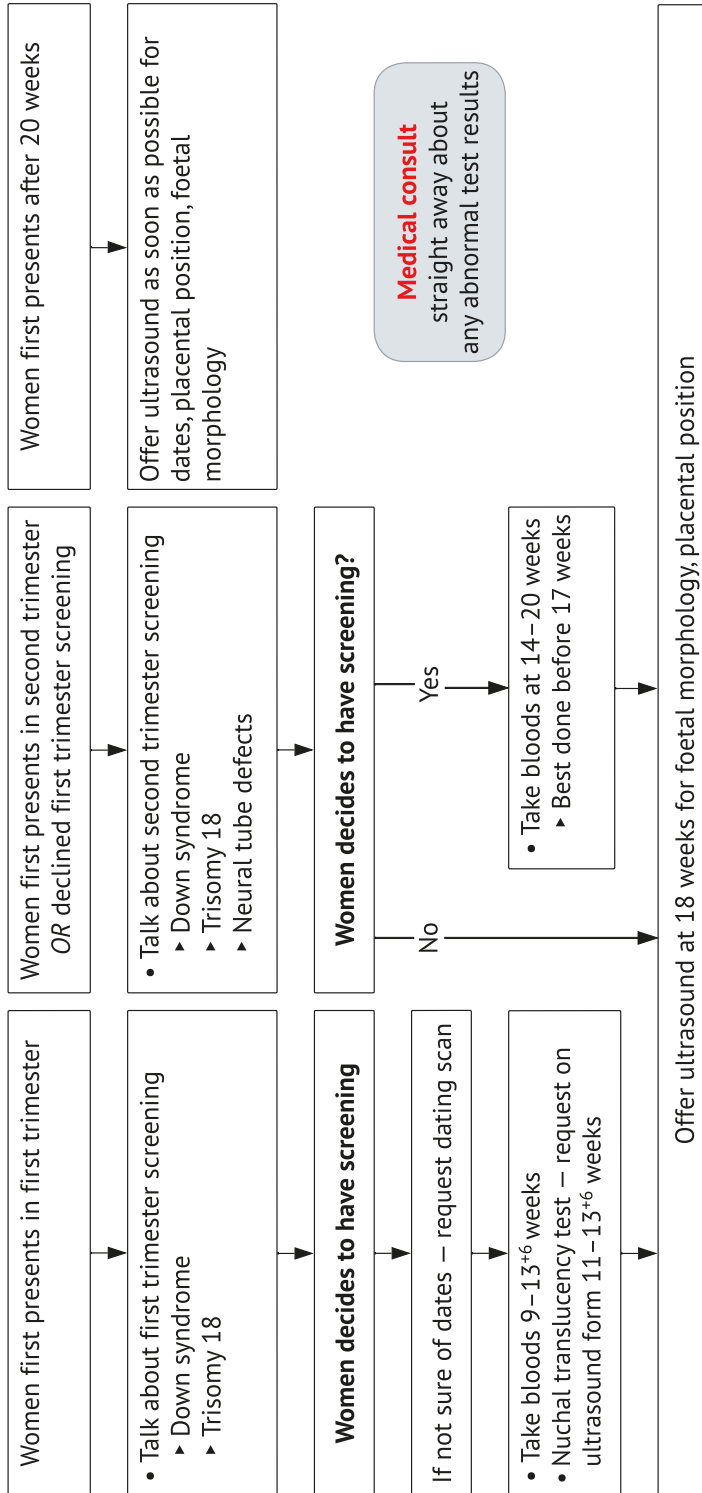 Women first presents in first trimester
• Talk about first trimester screening
▸ Down syndrome
▸ Trisomy 18
Women decides to have screening
If not sure of dates — request dating scan
• Take bloods 9–13⁺⁶ weeks
• Nuchal translucency test — request on
ultrasound form 11–13⁺⁶ weeks
Women first presents in second trimester
OR declined first trimester screening
• Talk about second trimester screening
▸ Down syndrome
▸ Trisomy 18
▸ Neural tube defects
Women decides to have screening?
No
Yes
• Take bloods at 14–20 weeks
▸ Best done before 17 weeks
Women first presents after 20 weeks
Offer ultrasound as soon as possible for
dates, placental position, foetal
morphology
Medical consult
straight away about
any abnormal test results
Offer ultrasound at 18 weeks for foetal morphology, placental position